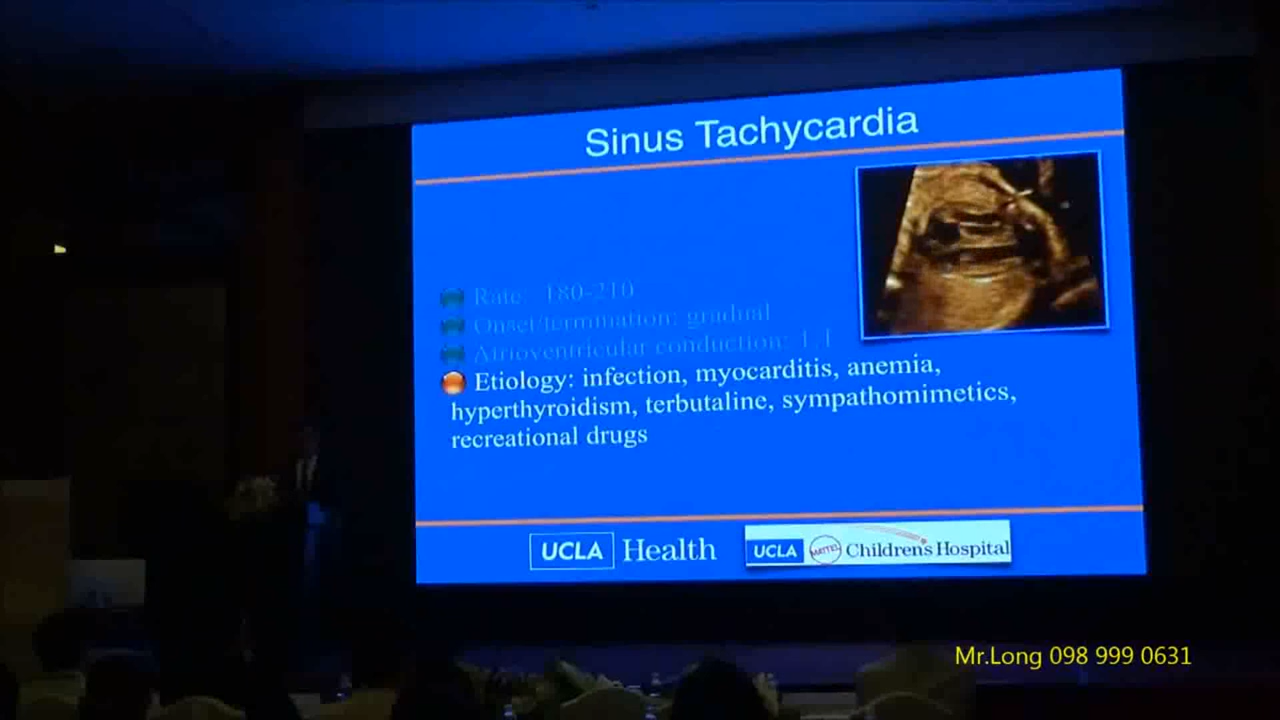 Sinus Tachycardia
Rate: 180-210
Onset/termination: gradual
Atrioventricular conduction: 1:1
Etiology: infection, myocarditis, anemia,
hyperthyroidism, terbutaline, sympathomimetics,
recreational drugs
UCLA Health
UCLA MATTEL Children's Hospital
Mr.Long 098 999 0631